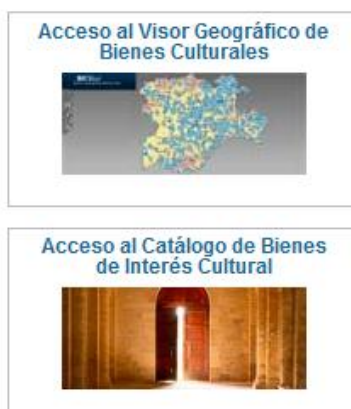 Acceso al Visor Geográfico de
Bienes Culturales
Acceso al Catálogo de Bienes
de Interés Cultural